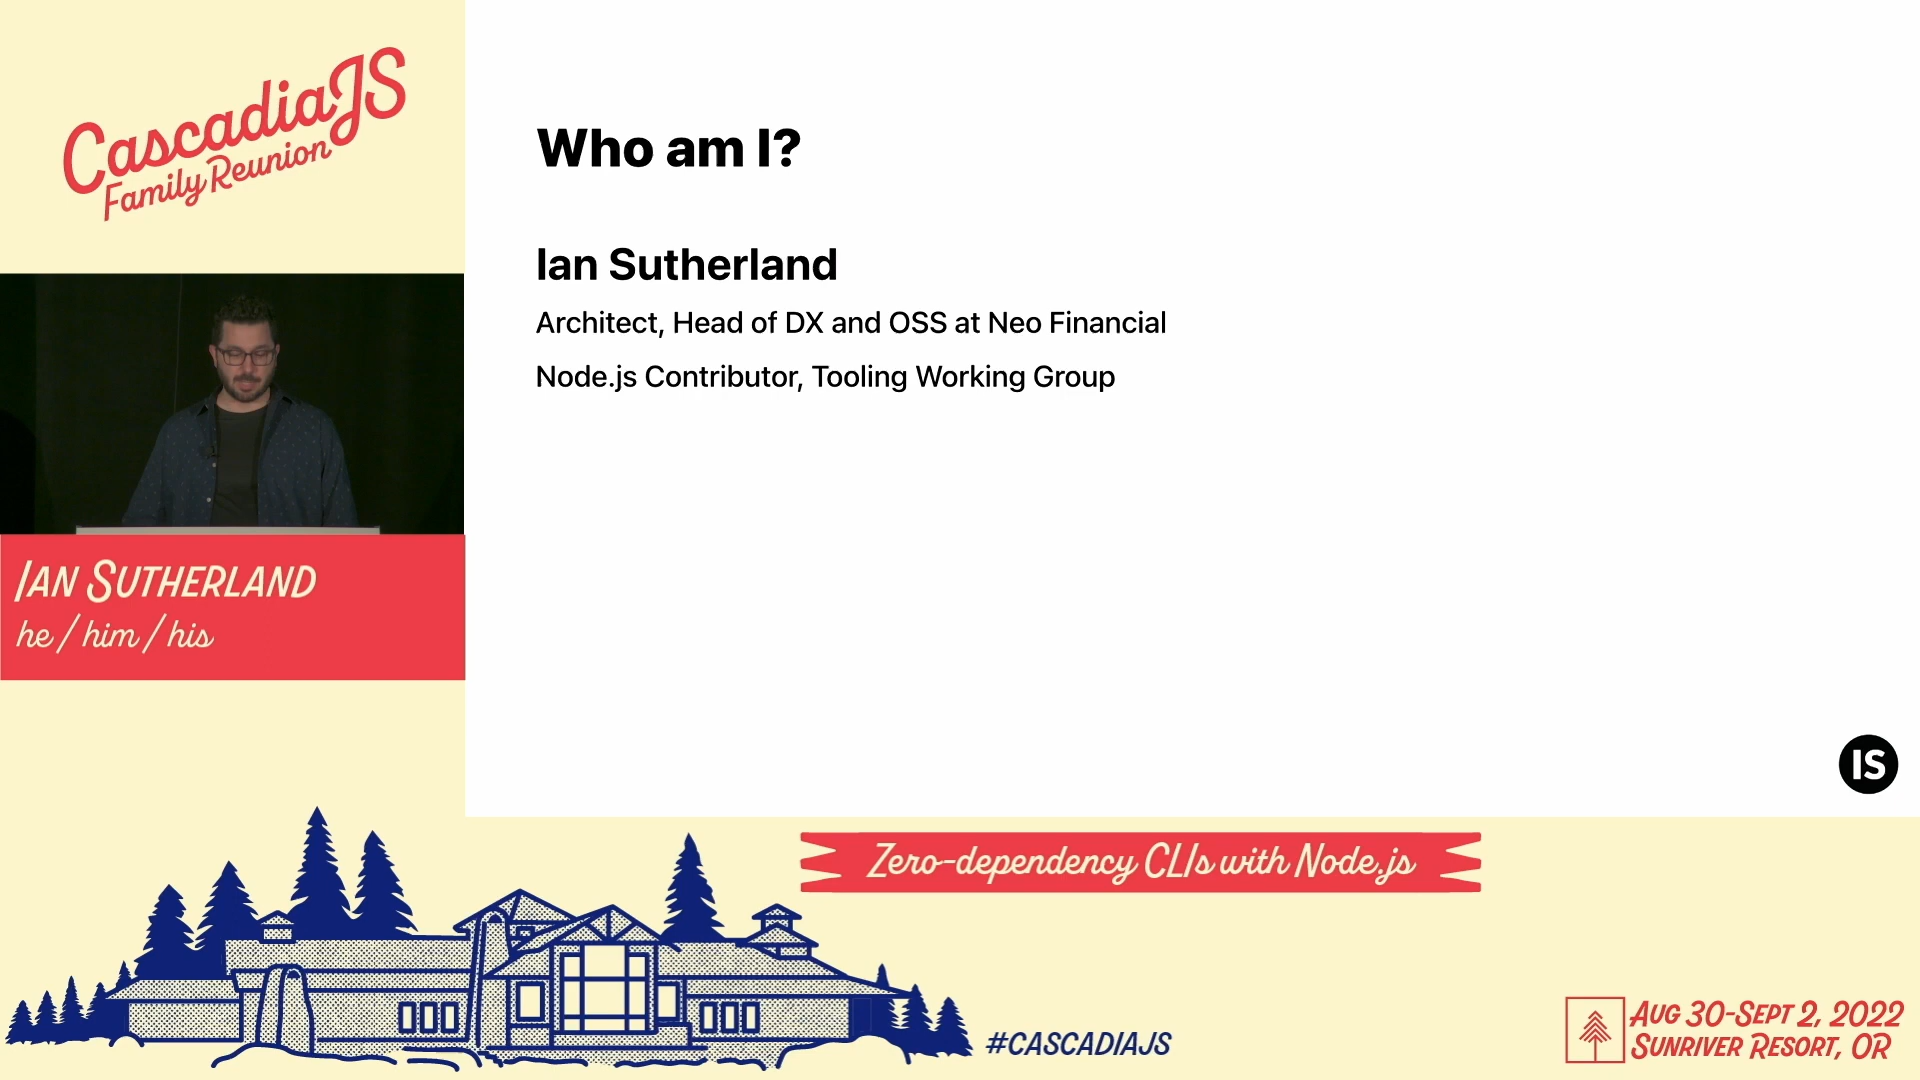 CascadiaJS
Family Reunion
Who am I?
Ian Sutherland
Architect, Head of DX and OSS at Neo Financial
Node.js Contributor, Tooling Working Group
IS
Ian Sutherland
he / him / his
Zero-dependency CLIs with Node.js
#CASCADIAJS
Aug 30-Sept 2, 2022
Sunriver Resort, OR